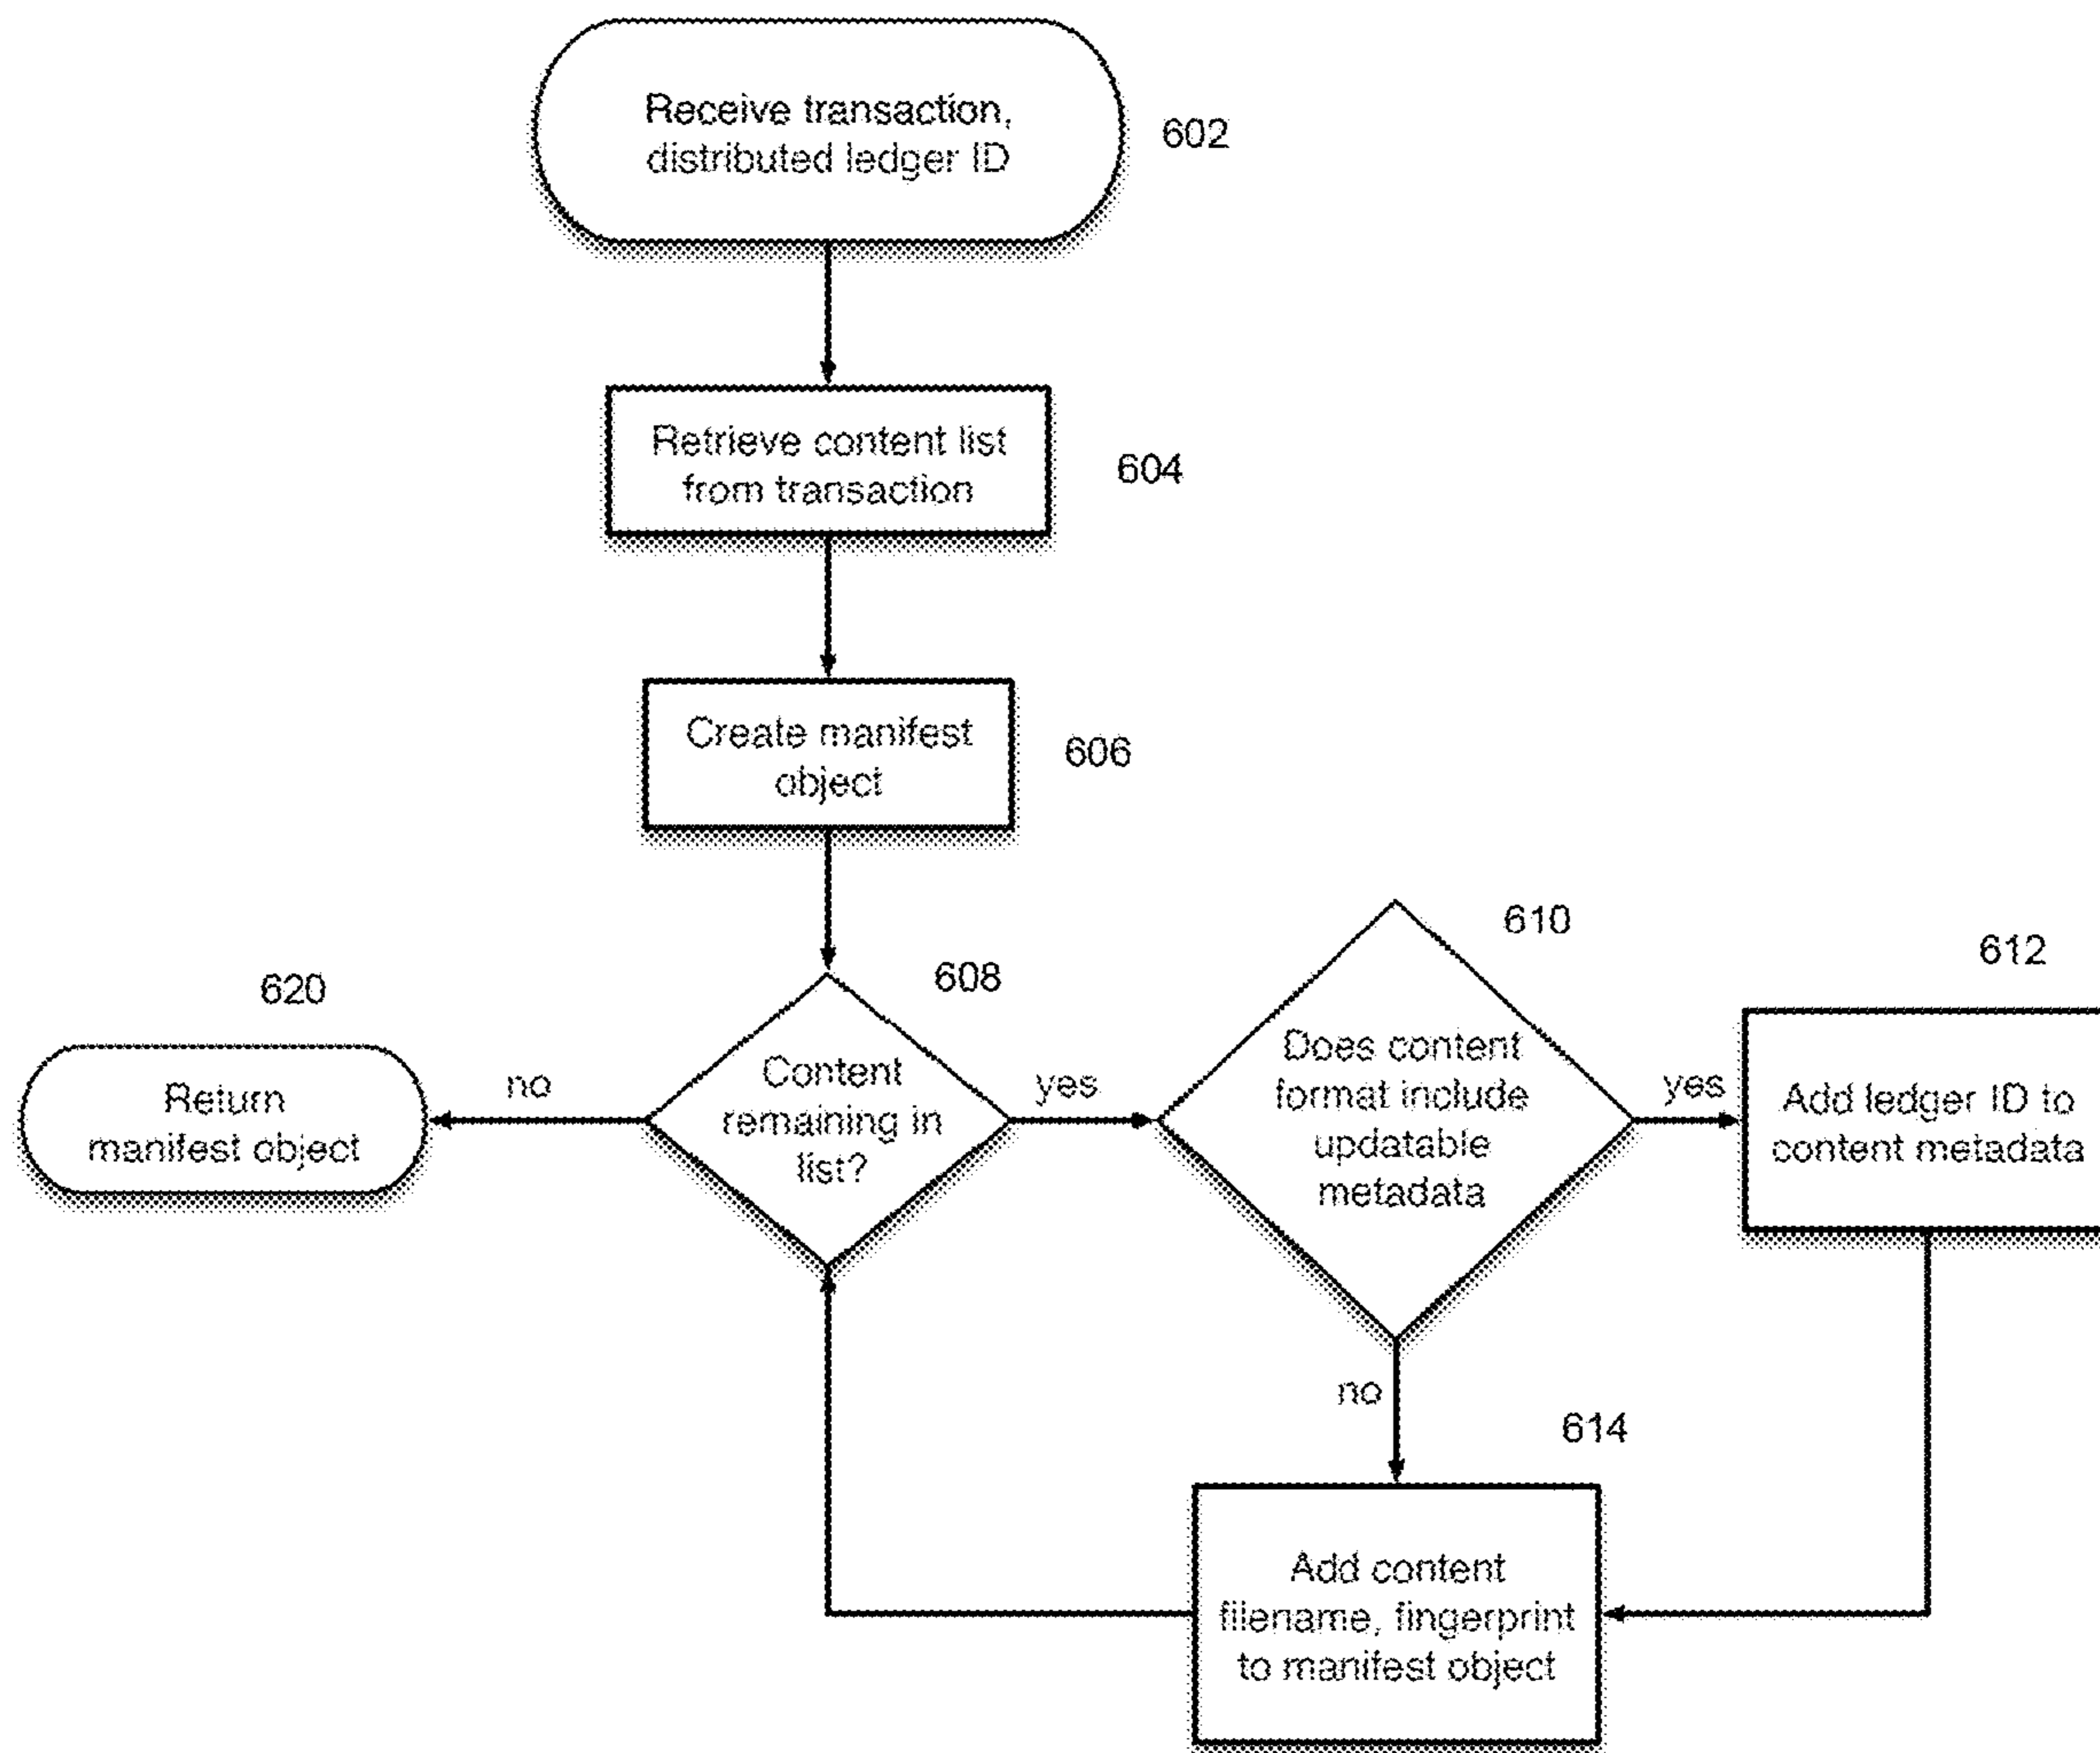 Receive transaction,
distributed ledger ID
602
Retrieve content list
from transaction
604
Create manifest
object
606
608
Content
remaining in
list?
no
620
Return
manifest object
yes
610
Does content
format include
updatable
metadata
yes
612
Add ledger ID to
content metadata
no
614
Add content
filename, fingerprint
to manifest object